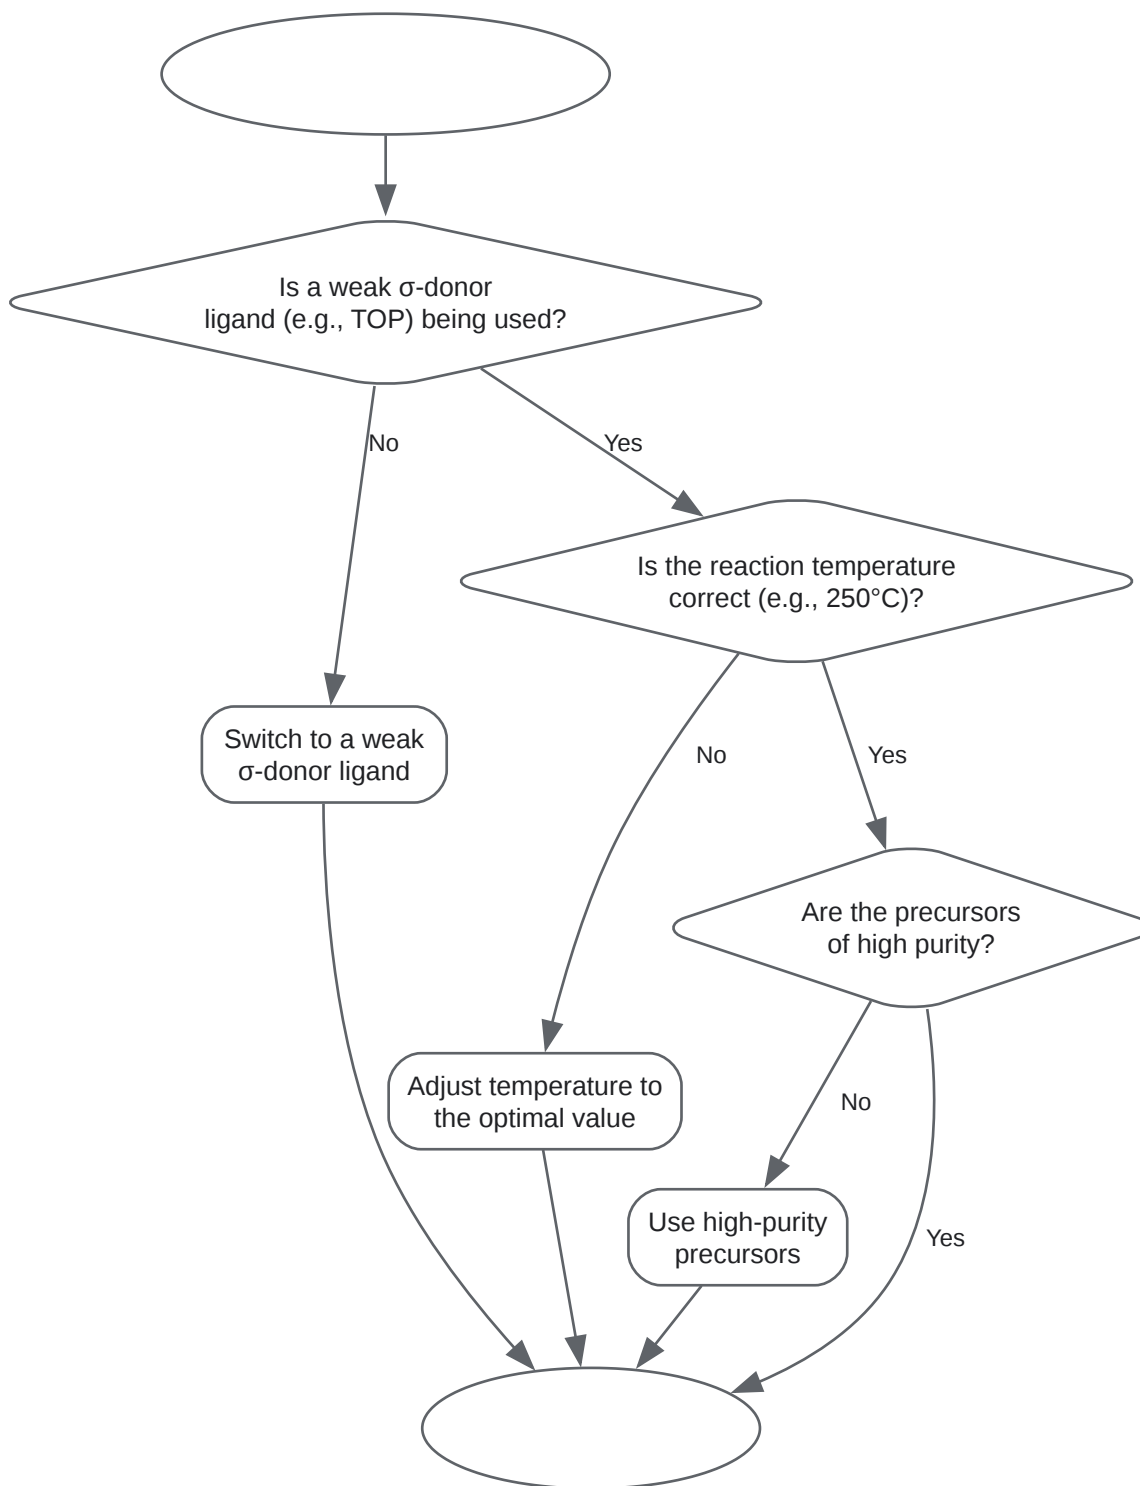 Is a weak σ-donor
ligand (e.g., TOP) being used?
No
Yes
Is the reaction temperature
correct (e.g., 250°C)?
Switch to a weak
σ-donor ligand
No
Yes
Are the precursors
of high purity?
Adjust temperature to
the optimal value
No
Use high-purity
precursors
Yes